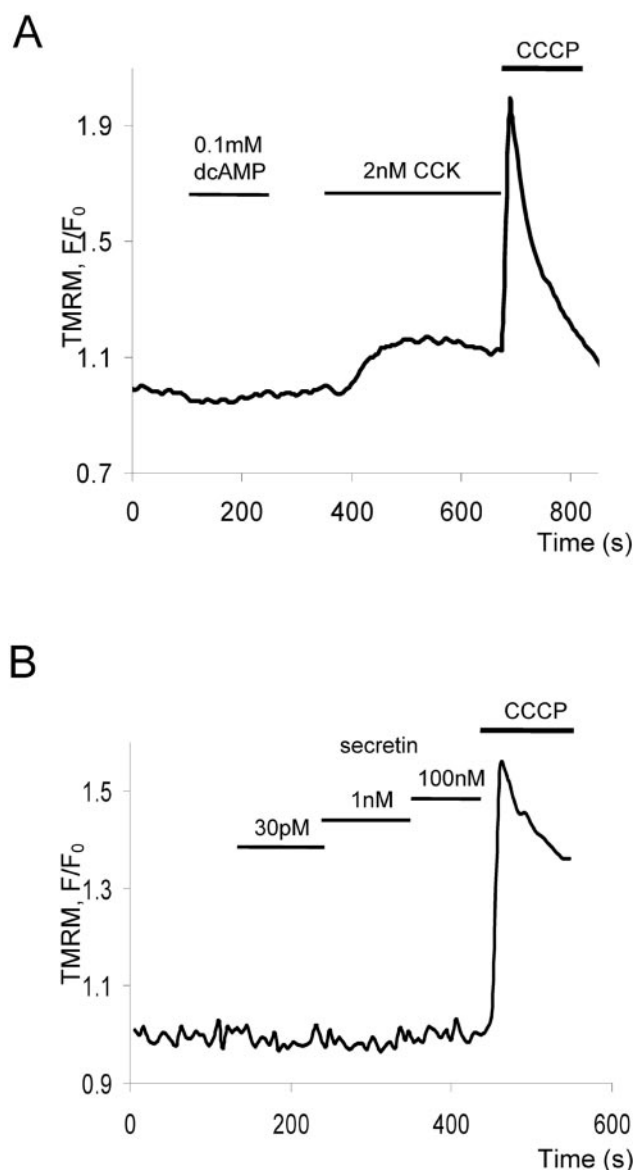 A
CCCP
1.9
0.1mM
dcAMP
2nM CCK
1.5
TMRM, F/F₀
1.1
0.7
0 200 400 600 800
Time (s)
B
CCCP
secretin
1.5
100nM
1nM
30pM
1.3
TMRM, F/F₀
1.1
0.9
0 200 400 600
Time (s)